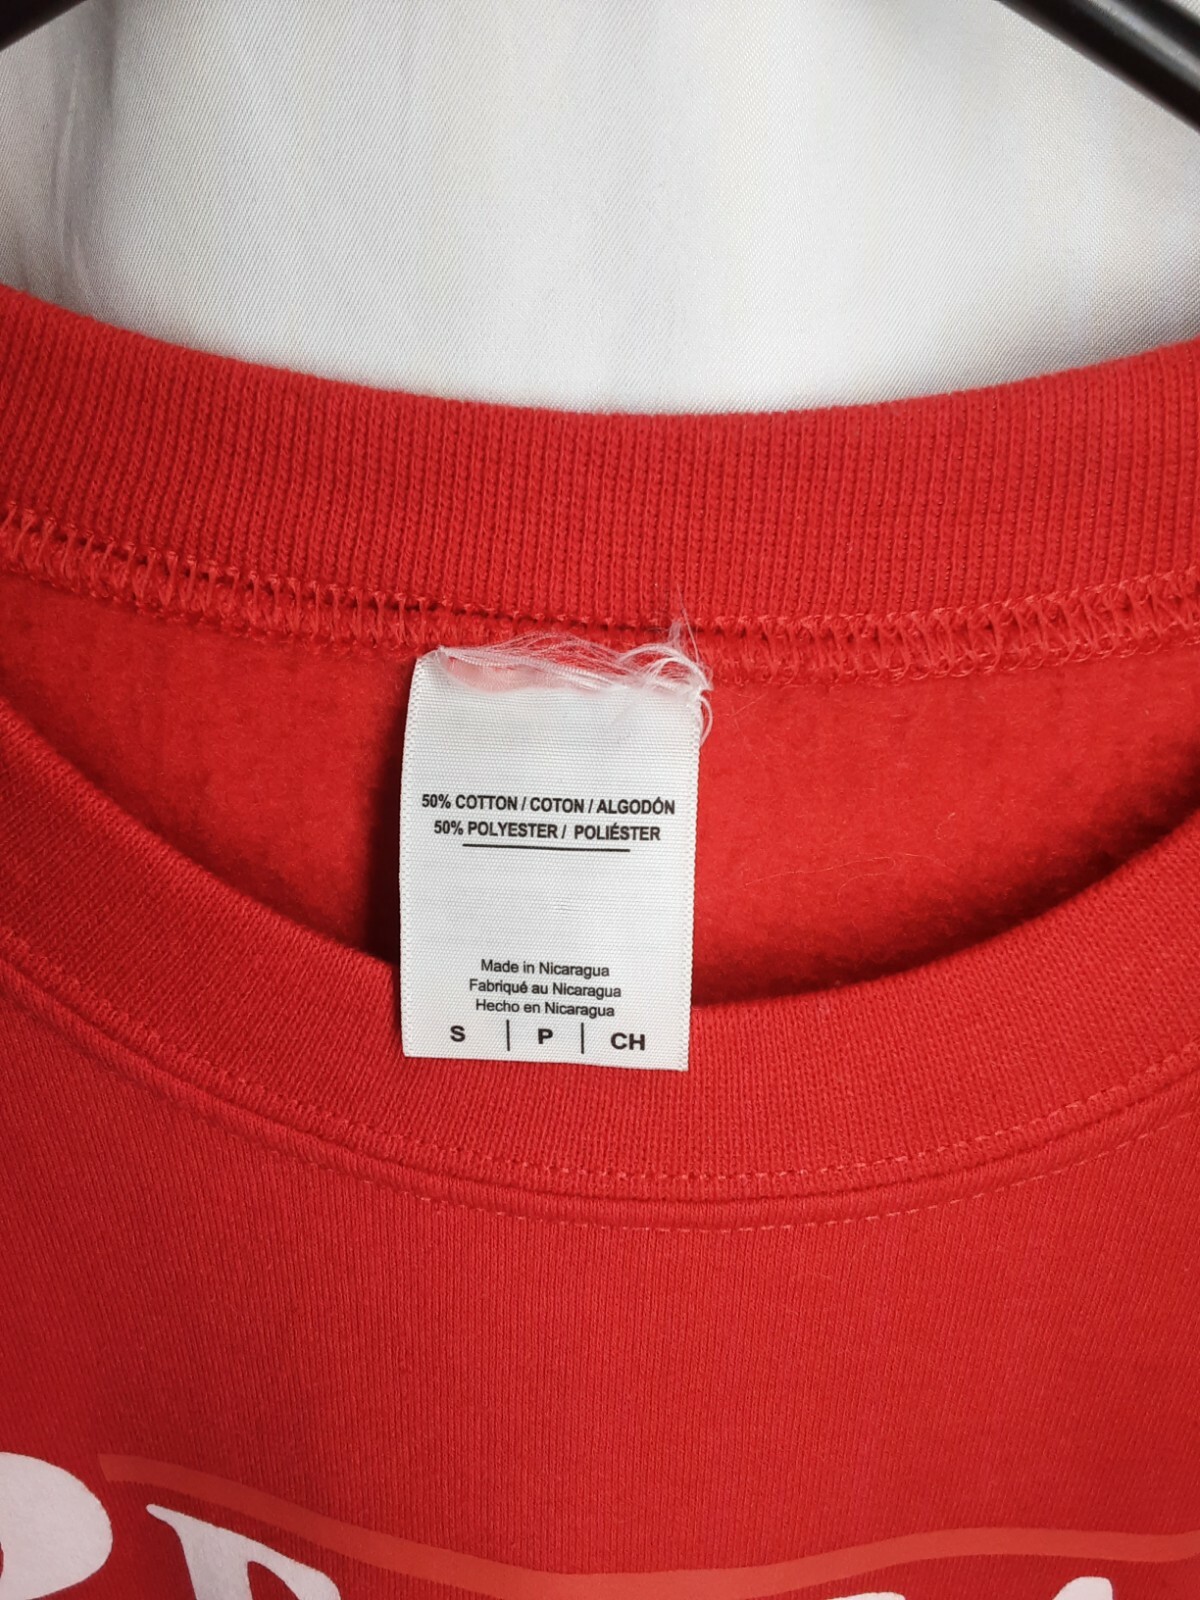 50% COTTON / COTON / ALGODÓN
50% POLYESTER / POLIÉSTER
Made in Nicaragua
Fabriqué au Nicaragua
Hecho en Nicaragua
S | P | CH